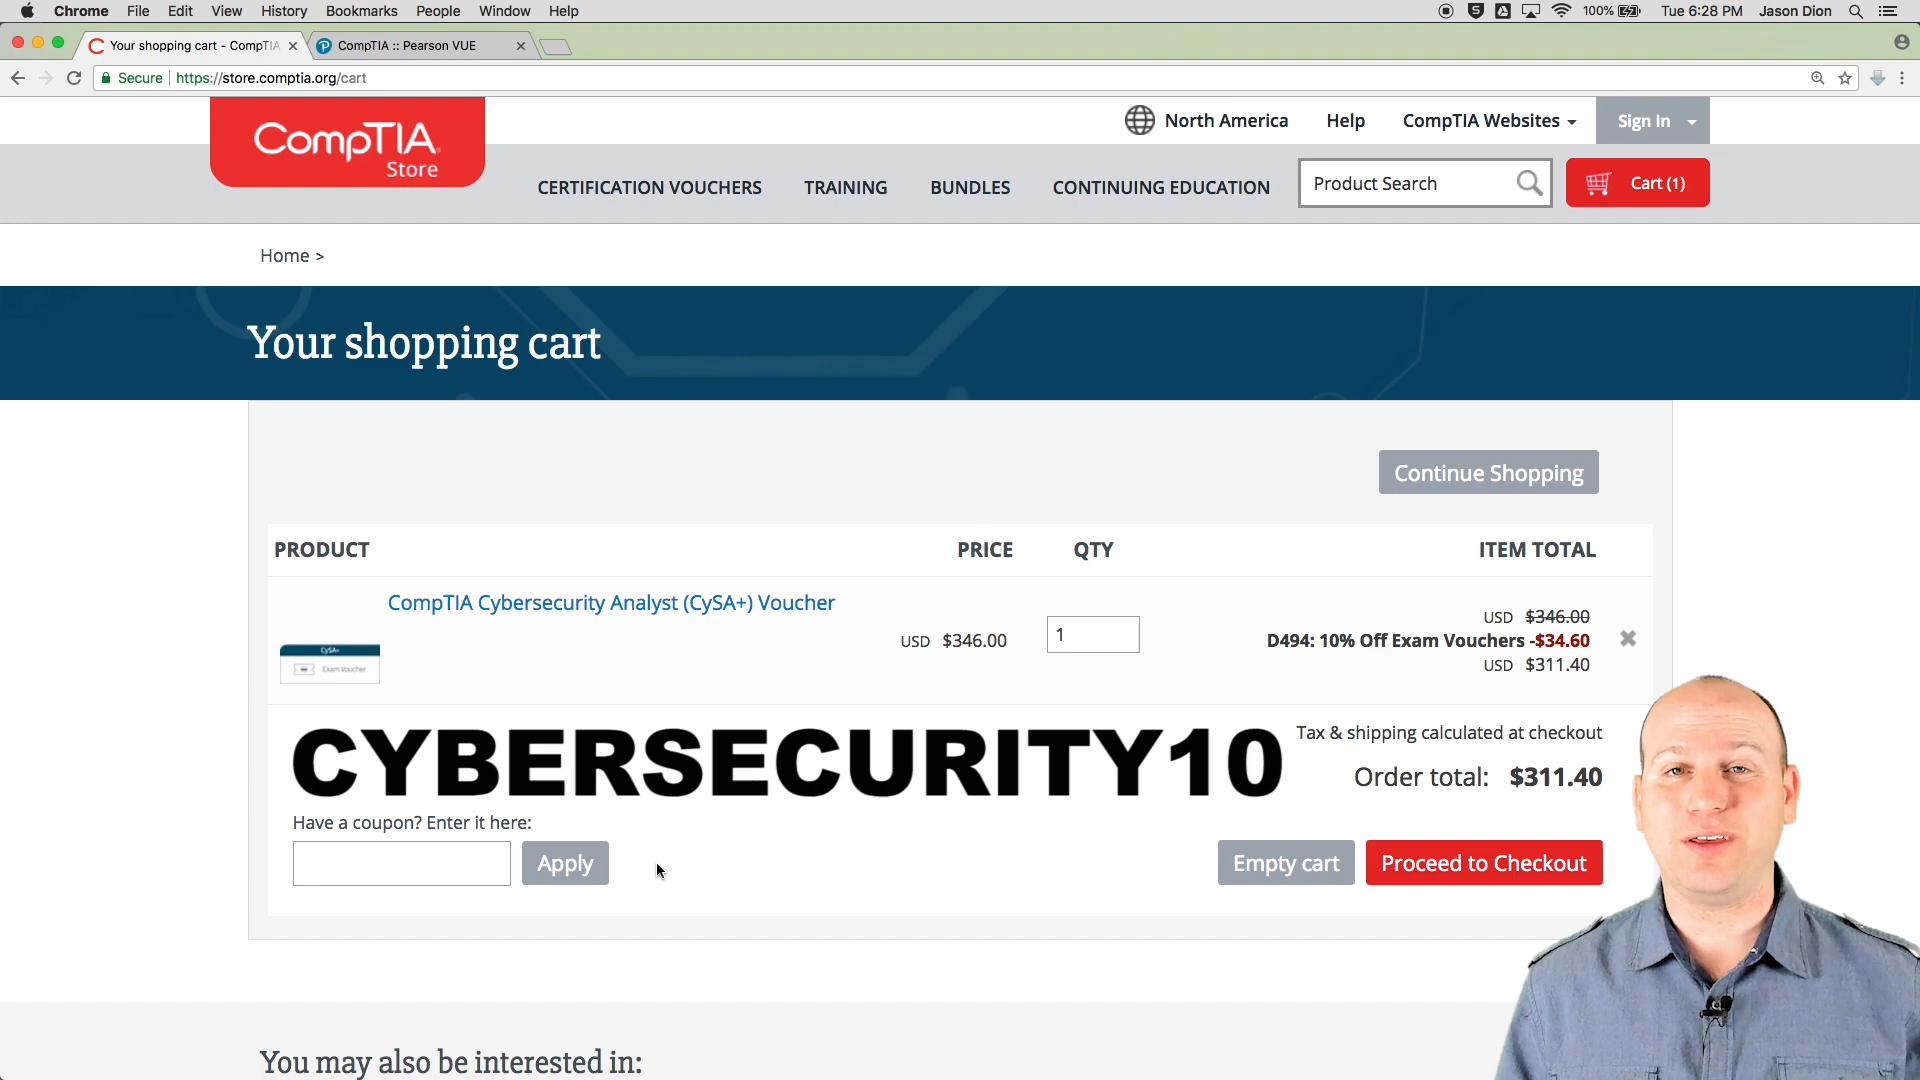 Chrome File Edit View History Bookmarks People Window Help 100% Tue 6:28 PM Jason Dion
Your shopping cart - CompTIA
CompTIA :: Pearson VUE
Secure https://store.comptia.org/cart
North America Help CompTIA Websites Sign In
CompTIA
Store
CERTIFICATION VOUCHERS TRAINING BUNDLES CONTINUING EDUCATION Product Search Cart (1)
Home >
Your shopping cart
Continue Shopping
PRODUCT PRICE QTY ITEM TOTAL
CompTIA Cybersecurity Analyst (CySA+) Voucher
USD $346.00
USD $346.00 1 D494: 10% Off Exam Vouchers -$34.60
USD $311.40
CySA+
Exam Voucher
CYBERSECURITY10
Tax & shipping calculated at checkout
Order total: $311.40
Have a coupon? Enter it here:
Apply Empty cart Proceed to Checkout
You may also be interested in: